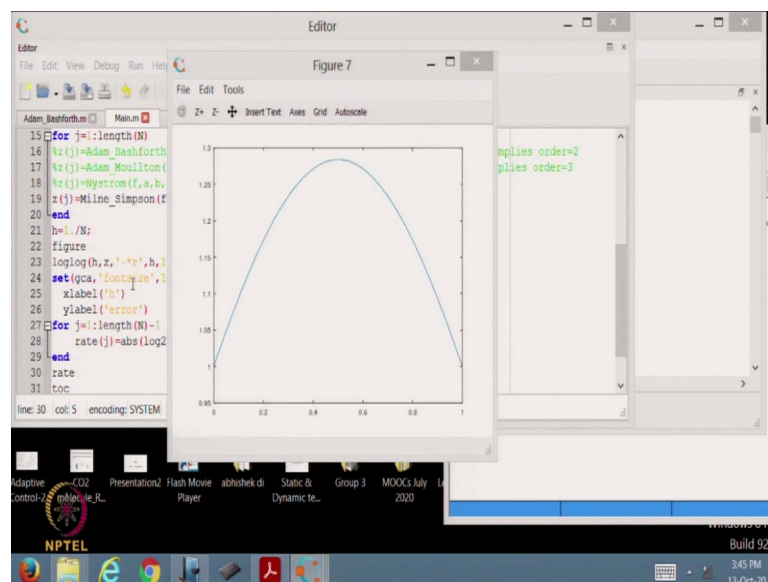 Editor
Editor
File Edit View Debug Run Help
Adam_Bashforth.m Main.m
15 for j=1:length(N)
16 %z(j)=Adam_Bashforth
17 %z(j)=Adam_Moullton(
18 %z(j)=Nystrom(f,a,b,
19 z(j)=Milne_Simpson(f
20 end
21 h=1./N;
22 figure
23 loglog(h,z,'-*r',h,1
24 set(gca,'fontsize',1
25 xlabel('h')
26 ylabel('error')
27 for j=1:length(N)-1
28 rate(j)=abs(log2
29 end
30 rate
31 toc
mplies order=2
plies order=3
line: 30 col: 5 encoding: SYSTEM
Figure 7
File Edit Tools
Z+ Z- Insert Text Axes Grid Autoscale
1.3
1.25
1.2
1.15
1.1
1.05
1
0.95
0 0.2 0.4 0.6 0.8 1
Adaptive Control-2
CO2 molecule_R...
Presentation2
Flash Movie Player
abhishek di
Static & Dynamic te...
Group 3
MOOCs July 2020
NPTEL
Build 92
3:45 PM